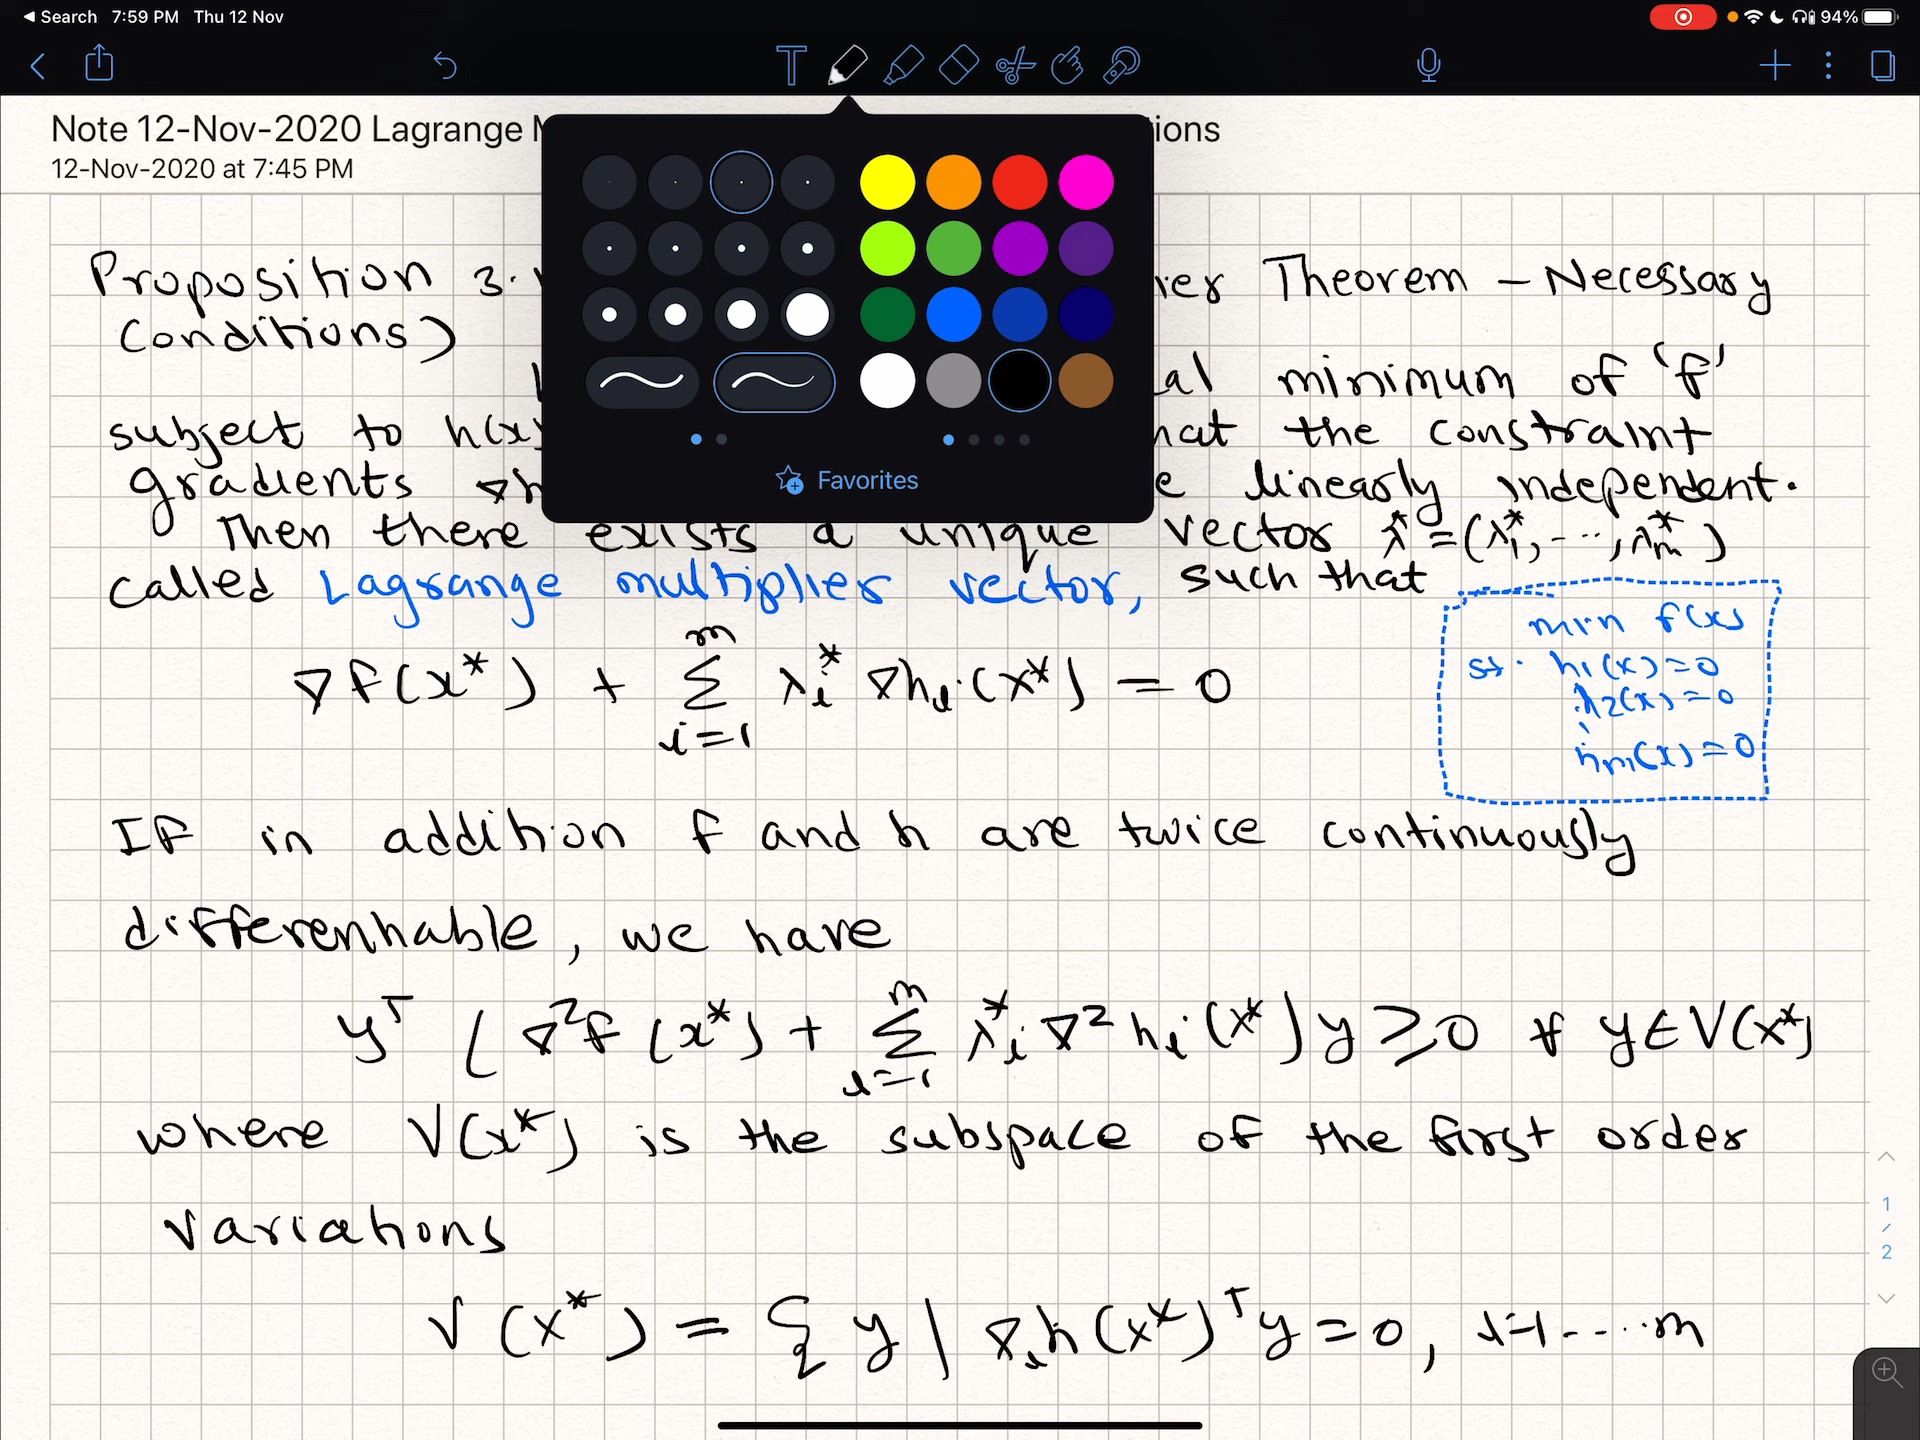 Search 7:59 PM Thu 12 Nov 94%
Note 12-Nov-2020 Lagrange ions
12-Nov-2020 at 7:45 PM
Favorites
Proposition 3. ier Theorem - Necessary
Conditions)
al minimum of 'f'
subject to h(x) hat the constraint
gradients ∇h e linearly independent.
Then there exists a unique vector λ* = (λ₁*, ..., λₘ*)
called Lagrange multiplier vector, such that
∇f(x*) + Σ_{i=1}^{m} λᵢ* ∇hᵢ(x*) = 0
min f(x)
st. h₁(x)=0
h₂(x)=0
hₘ(x)=0
If in addition f and h are twice continuously
differentiable, we have
yᵀ(∇²f(x*) + Σ_{i=1}^{m} λ*ᵢ ∇²hᵢ(x*))y ≥ 0 ∀ y ∈ V(x*)
where V(x*) is the subspace of the first order
variations
V(x*) = { y | ∇ᵢh(x*)ᵀy = 0, i=1....m
1
/
2